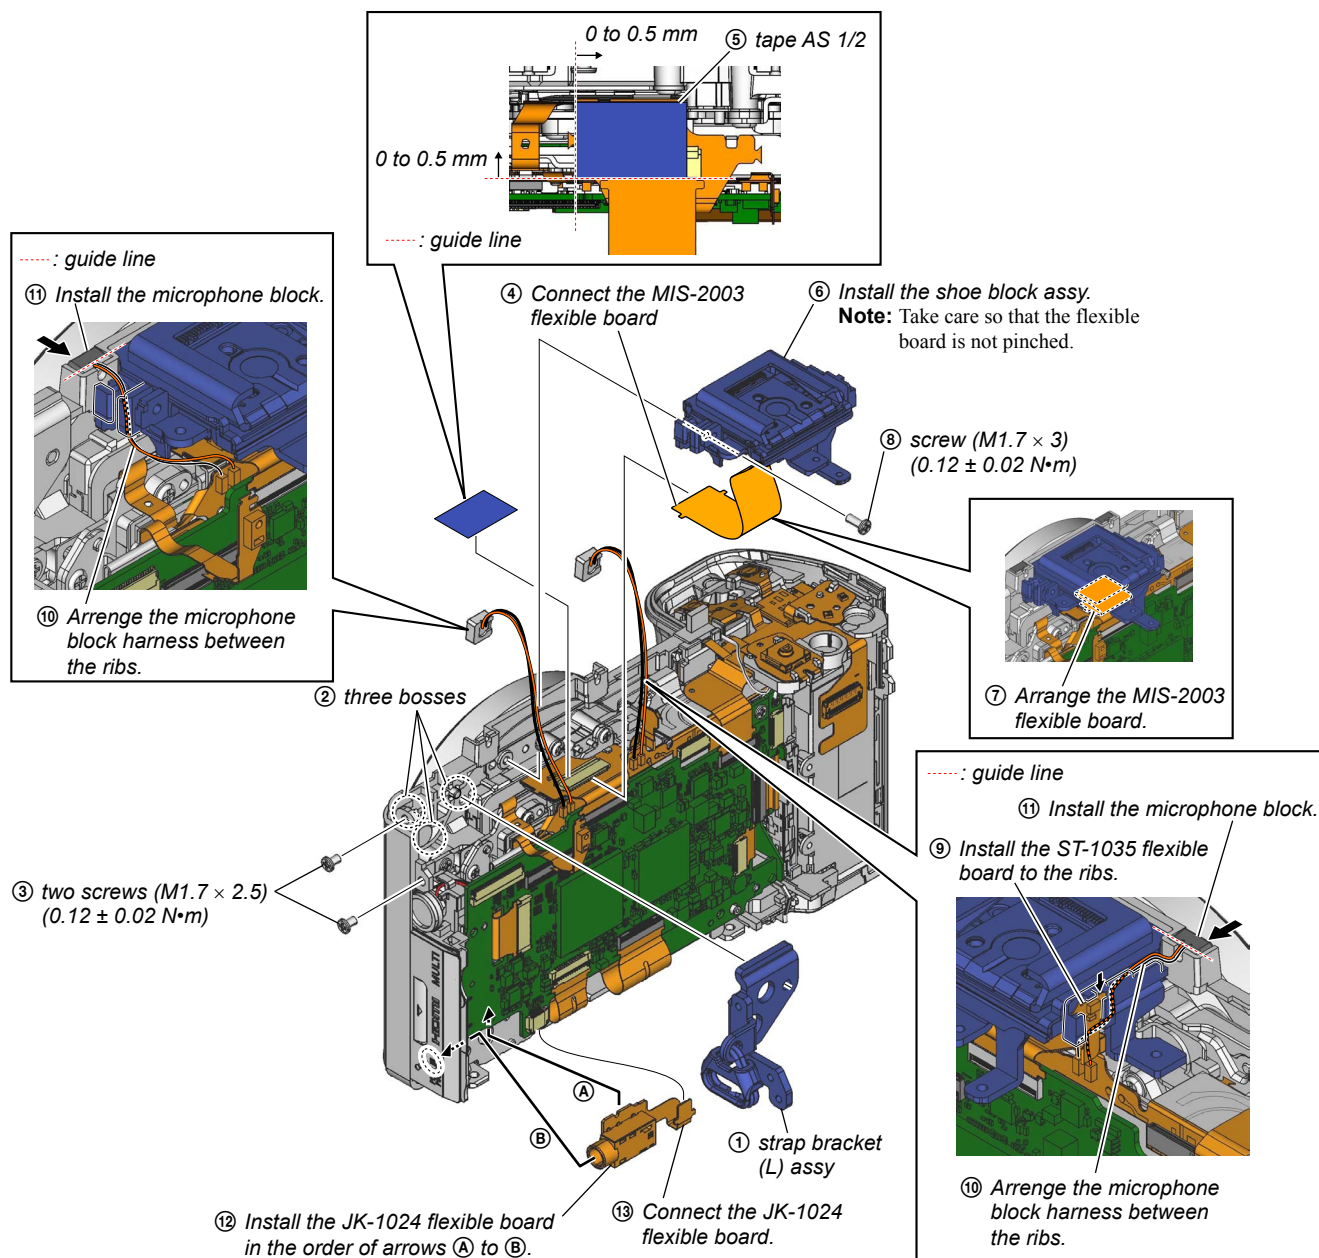 0 to 0.5 mm
⑤ tape AS 1/2
0 to 0.5 mm
: guide line
: guide line
⑪ Install the microphone block.
⑩ Arrenge the microphone
block harness between
the ribs.
④ Connect the MIS-2003
flexible board
⑥ Install the shoe block assy.
Note: Take care so that the flexible
board is not pinched.
⑧ screw (M1.7 × 3)
(0.12 ± 0.02 N•m)
⑦ Arrange the MIS-2003
flexible board.
② three bosses
③ two screws (M1.7 × 2.5)
(0.12 ± 0.02 N•m)
: guide line
⑪ Install the microphone block.
⑨ Install the ST-1035 flexible
board to the ribs.
⑩ Arrenge the microphone
block harness between
the ribs.
MULTI
HDMI
Ⓐ
Ⓑ
① strap bracket
(L) assy
⑫ Install the JK-1024 flexible board
in the order of arrows Ⓐ to Ⓑ.
⑬ Connect the JK-1024
flexible board.